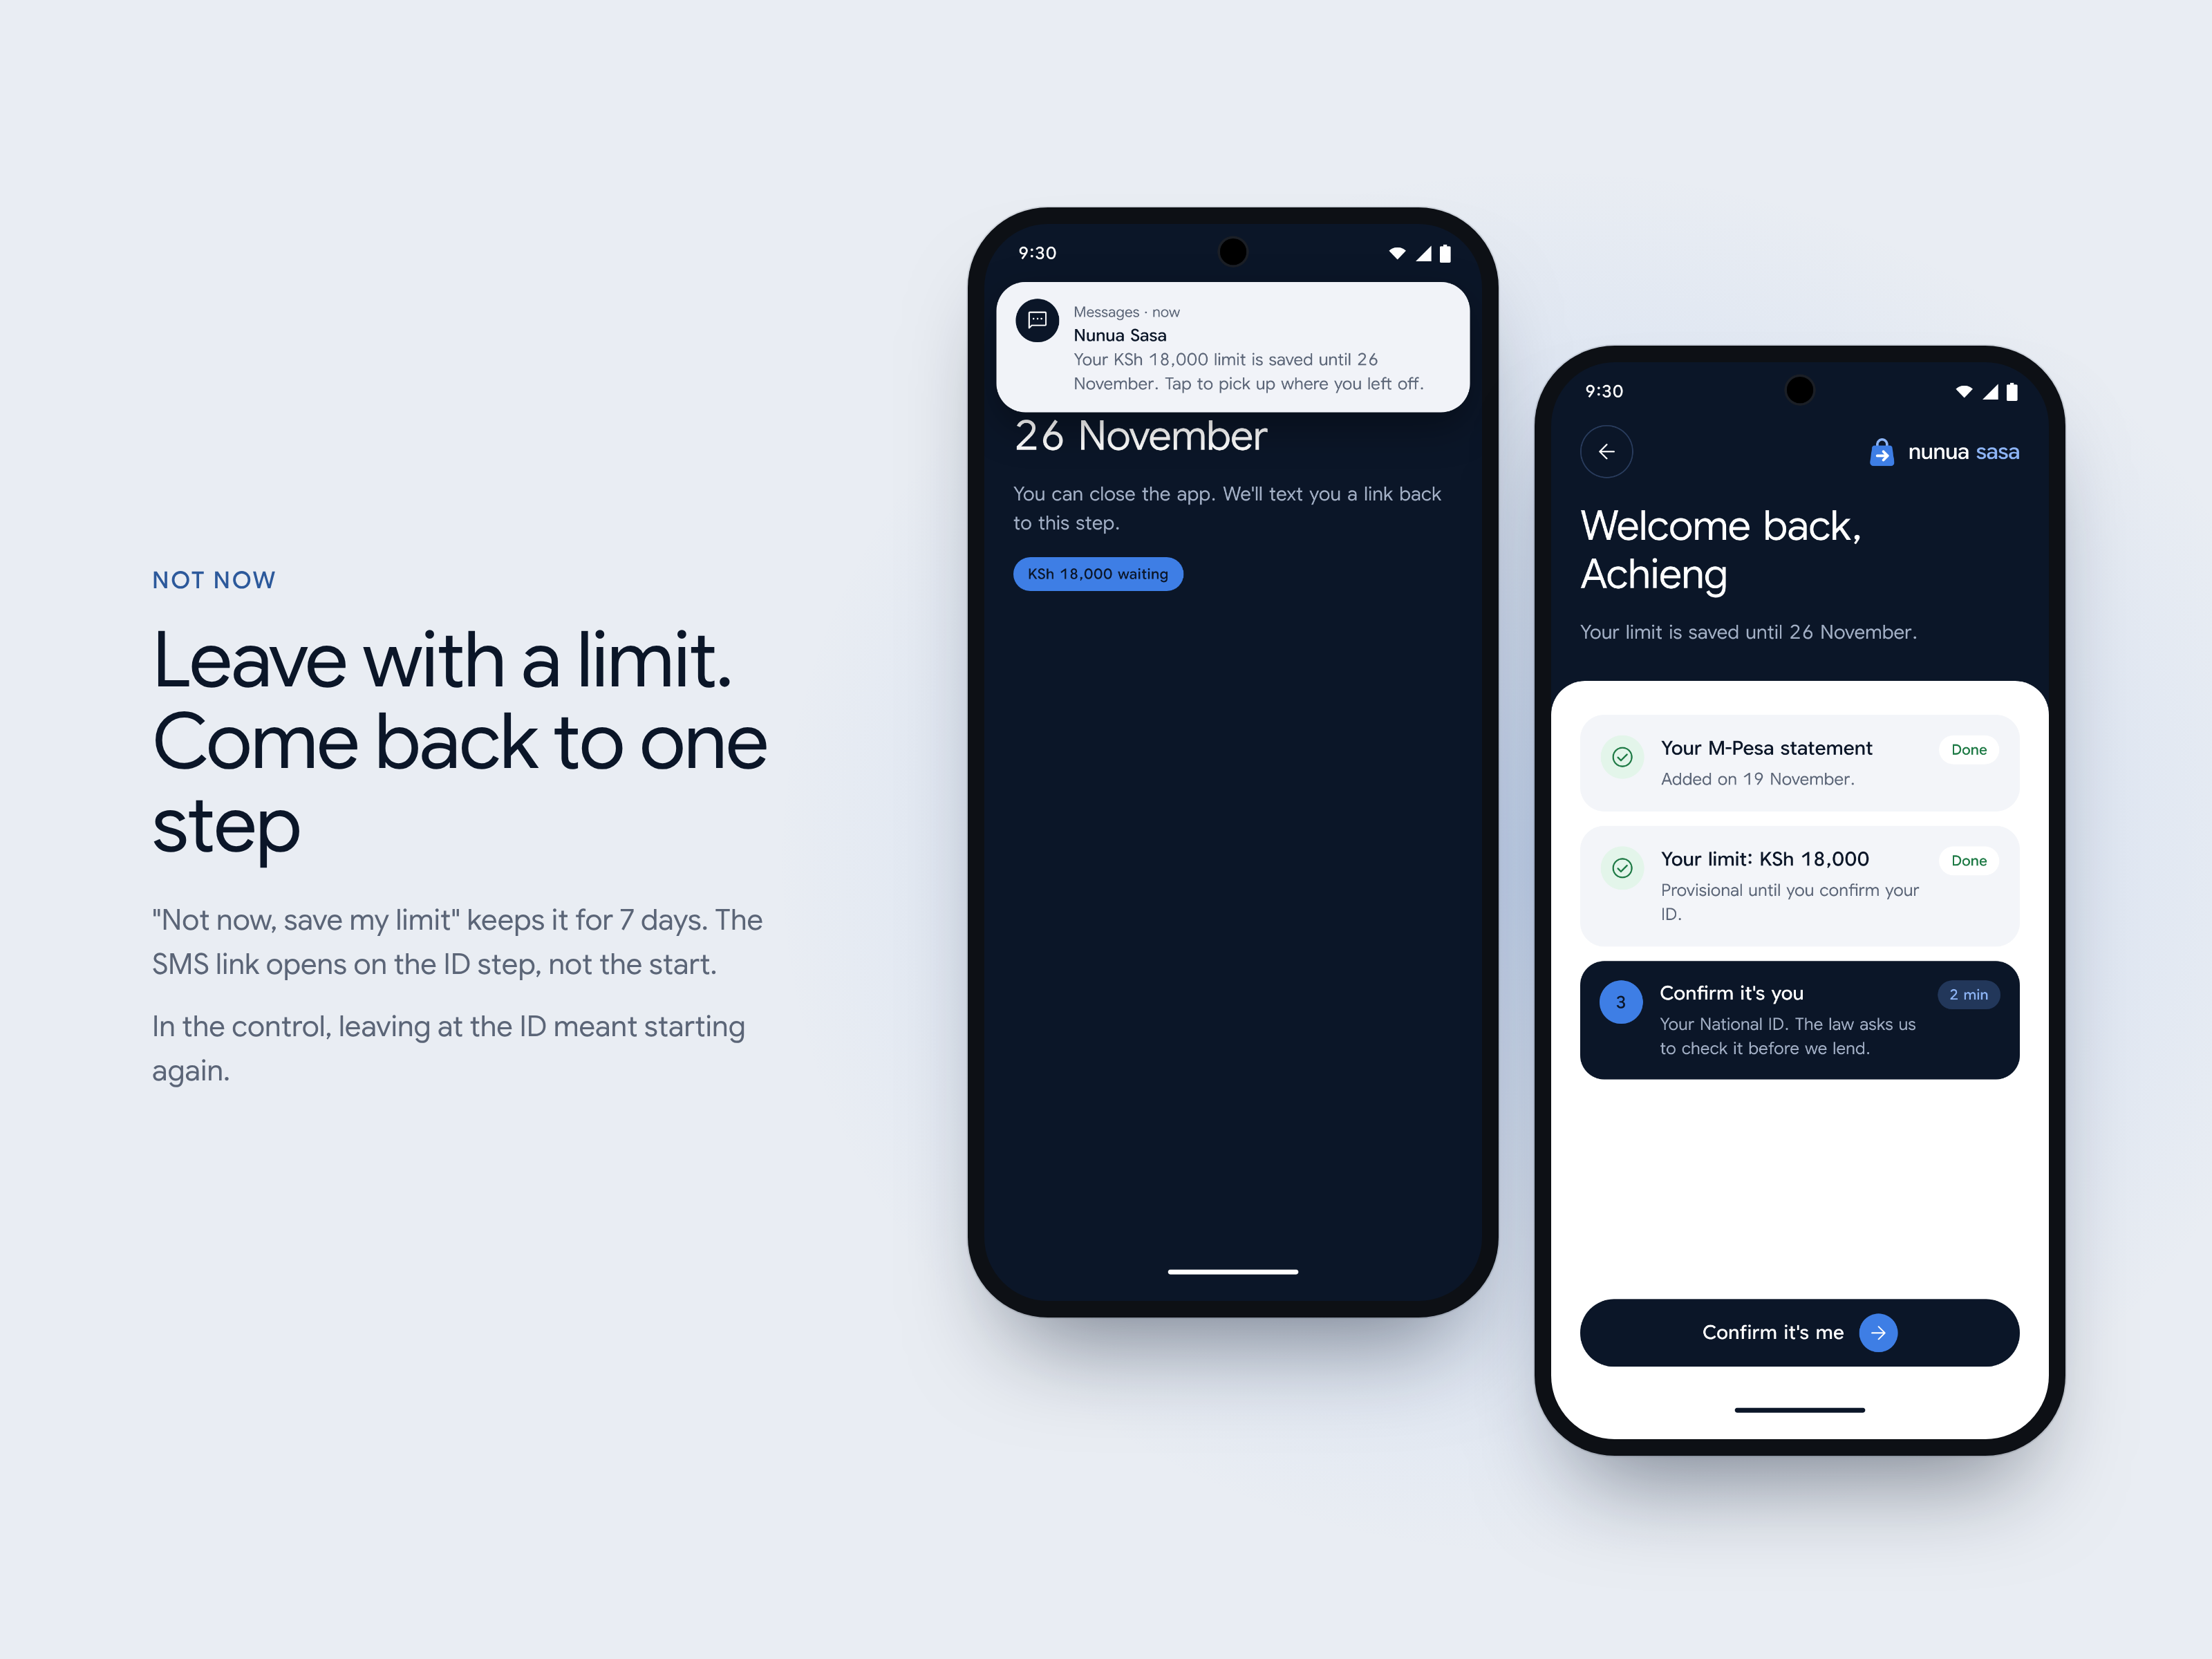 NOT NOW
Leave with a limit.
Come back to one
step
"Not now, save my limit" keeps it for 7 days. The
SMS link opens on the ID step, not the start.
In the control, leaving at the ID meant starting
again.
9:30
Messages · now
Nunua Sasa
Your KSh 18,000 limit is saved until 26
November. Tap to pick up where you left off.
26 November
You can close the app. We'll text you a link back
to this step.
KSh 18,000 waiting
9:30
nunua sasa
Welcome back,
Achieng
Your limit is saved until 26 November.
Your M-Pesa statement
Done
Added on 19 November.
Your limit: KSh 18,000
Done
Provisional until you confirm your
ID.
3
Confirm it's you
2 min
Your National ID. The law asks us
to check it before we lend.
Confirm it's me